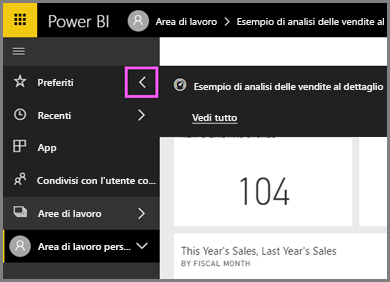 Power BI Area di lavoro > Esempio di analisi delle vendite al
Preferiti
Esempio di analisi delle vendite al dettaglio
Recenti
Vedi tutto
App
Condivisi con l'utente co...
104
Aree di lavoro
Area di lavoro pers...
This Year's Sales, Last Year's Sales
BY FISCAL MONTH